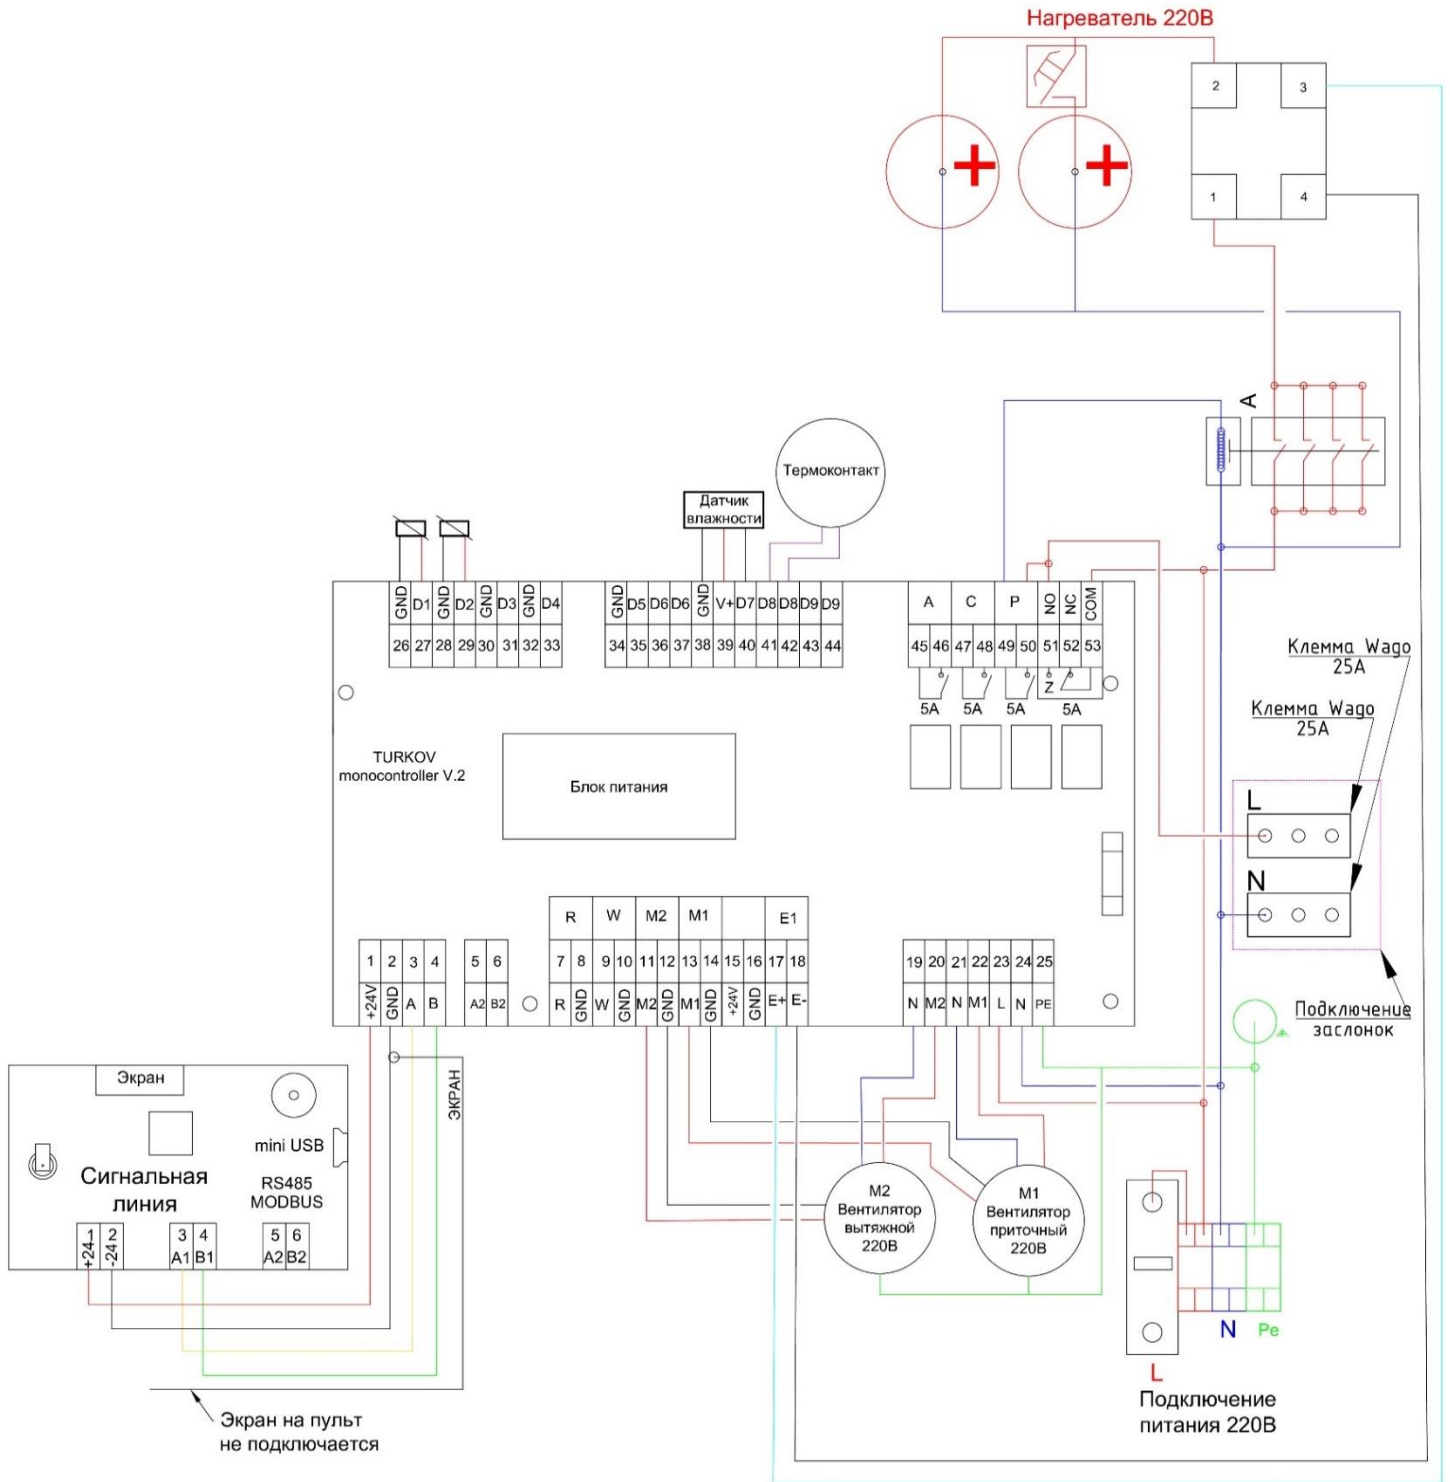 Нагреватель 220В
2 3
1 4
A
Термоконтакт
Датчик
влажности
GND D1 GND D2 GND D3 GND D4
26 27 28 29 30 31 32 33
GND D5 D6 D6 GND V+ D7 D8 D8 D9 D9
34 35 36 37 38 39 40 41 42 43 44
A C P NO NC COM
45 46 47 48 49 50 51 52 53
Z
5A 5A 5A 5A
Клемма Wago
25А
Клемма Wago
25А
TURKOV
monocontroller V.2
Блок питания
L
N
Подключение
заслонок
R W M2 M1 E1
1 2 3 4 5 6 7 8 9 10 11 12 13 14 15 16 17 18
+24V GND A B A2 B2 R GND W GND M2 GND M1 GND +24V GND E+ E-
19 20 21 22 23 24 25
N M2 N M1 L N PE
ЭКРАН
Экран
mini USB
Сигнальная
линия
RS485
MODBUS
1 2 3 4 5 6
+24 -24 A1 B1 A2 B2
M2
Вентилятор
вытяжной
220В
M1
Вентилятор
приточный
220В
N Pe
L
Подключение
питания 220В
Экран на пульт
не подключается